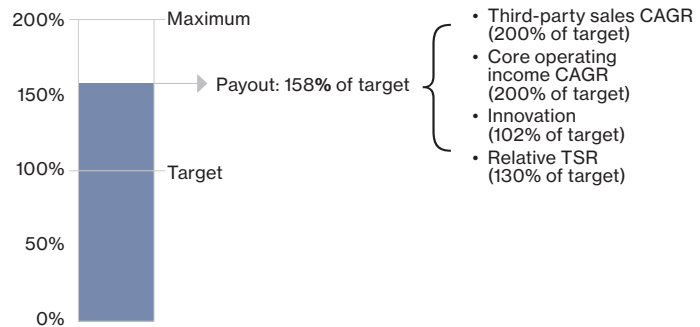 200%
Maximum
150%
Payout: 158% of target
100%
Target
50%
0%
• Third-party sales CAGR
(200% of target)
• Core operating
income CAGR
(200% of target)
• Innovation
(102% of target)
• Relative TSR
(130% of target)